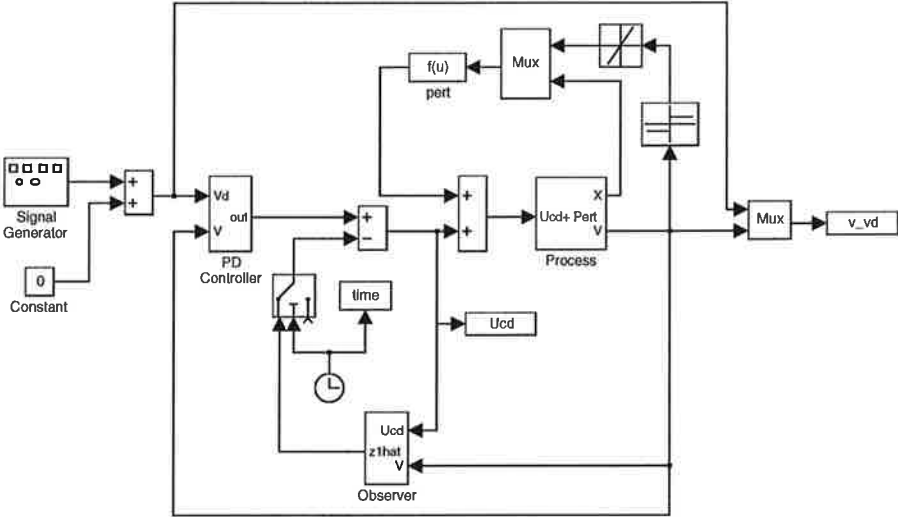 f(u)
pert
Mux
Signal
Generator
+
+
Vd
out
V
PD
Controller
0
Constant
+
−
+
+
X
Ucd+ Pert
V
Process
Mux
v_vd
time
Ucd
Ucd
z1hat
V
Observer